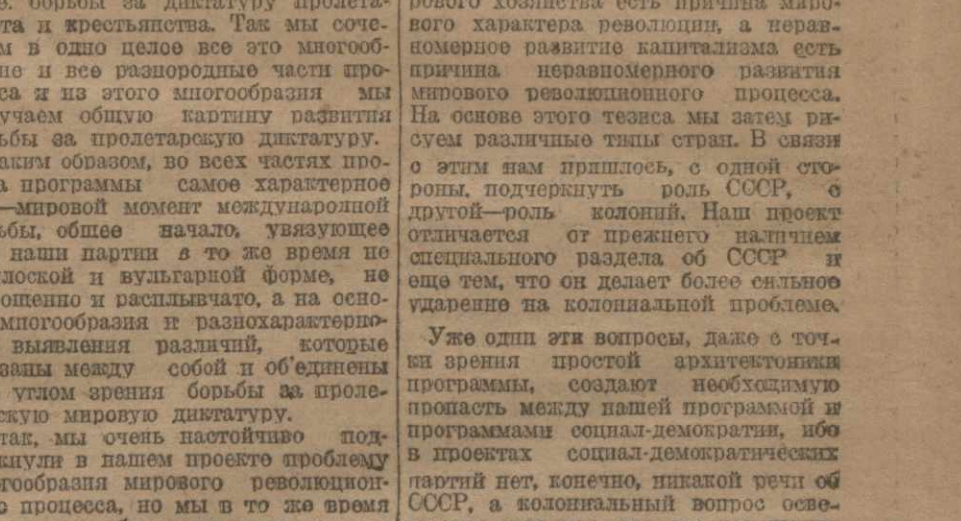 борьбы за диктатуру пролета-
та и крестьянства. Так мы соче-
м в одно целое все это многооб-
ие и все разнородные части про-
са и из этого многообразия мы
учаем общую картину развития
ьбы за пролетарскую диктатуру.
аким образом, во всех частях про-
а программы самое характерное
—мировой момент международной
ьбы, общее начало, увязующее
наши партии в то же время не
лоской и вульгарной форме, не
ощенно и расплывчато, а на осно-
многообразия и разнохарактерно-
выявления различий, которые
заны между собой и об'единены
углом зрения борьбы за проле-
скую мировую диктатуру.
так, мы очень настойчиво под-
кнули в нашем проекте проблему
гообразия мирового революцион-
о процесса, но мы в то же время
рового хозяйства есть причина миро-
вого характера революции, а нерав-
номерное развитие капитализма есть
причина неравномерного развития
мирового революционного процесса.
На основе этого тезиса мы затем ри-
суем различные типы стран. В связи
с этим нам пришлось, с одной сто-
роны, подчеркнуть роль СССР, с
другой—роль колоний. Наш проект
отличается от прежнего наличием
специального раздела об СССР и
еще тем, что он делает более сильное
ударение на колониальной проблеме.
Уже одни эти вопросы, даже с точ-
ки зрения простой архитектоники
программы, создают необходимую
пропасть между нашей программой и
программами социал-демократии, ибо
в проектах социал-демократических
партий нет, конечно, никакой речи об
СССР, а колониальный вопрос осве-